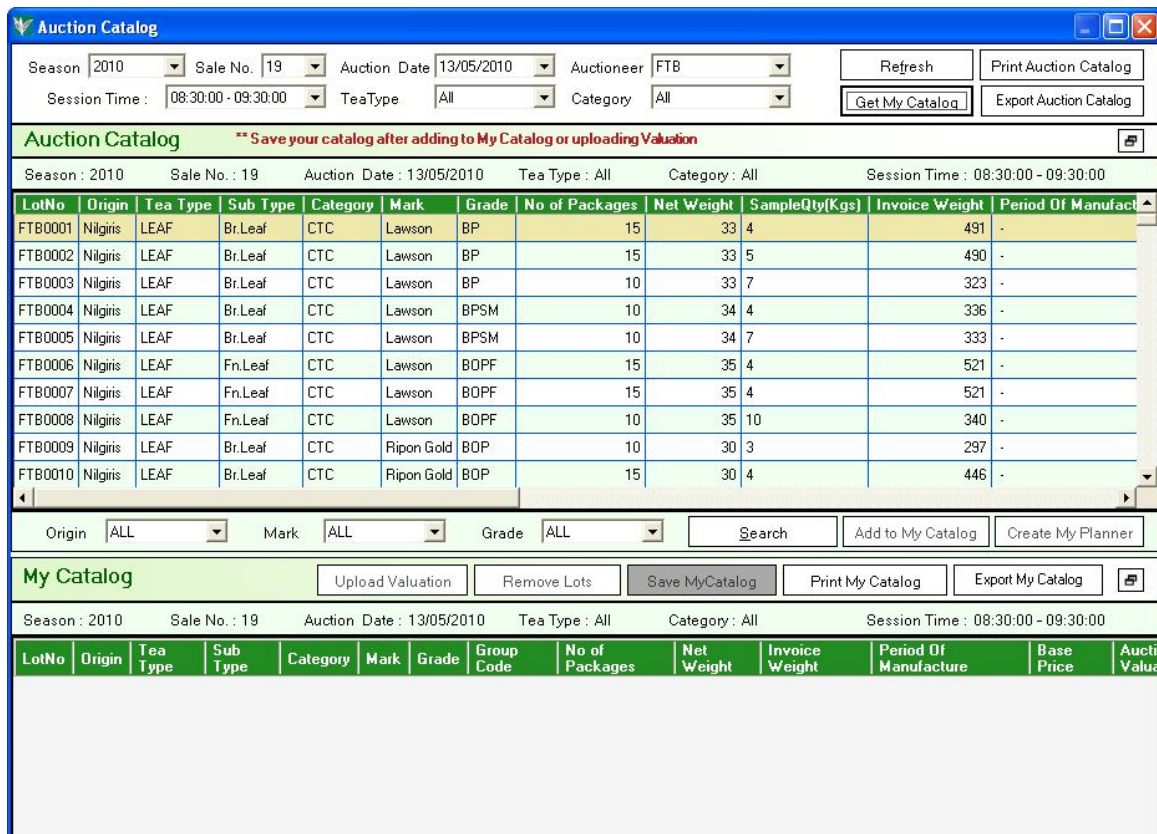 Auction Catalog
Season 2010 Sale No. 19 Auction Date 13/05/2010 Auctioneer FTB Refresh Print Auction Catalog
Session Time : 08:30:00 - 09:30:00 TeaType All Category All Get My Catalog Export Auction Catalog
Auction Catalog ** Save your catalog after adding to My Catalog or uploading Valuation
Season : 2010 Sale No. : 19 Auction Date : 13/05/2010 Tea Type : All Category : All Session Time : 08:30:00 - 09:30:00
LotNo Origin Tea Type Sub Type Category Mark Grade No of Packages Net Weight SampleQty(Kgs) Invoice Weight Period Of Manufact
FTB0001 Nilgiris LEAF Br.Leaf CTC Lawson BP 15 33 4 491 -
FTB0002 Nilgiris LEAF Br.Leaf CTC Lawson BP 15 33 5 490 -
FTB0003 Nilgiris LEAF Br.Leaf CTC Lawson BP 10 33 7 323 -
FTB0004 Nilgiris LEAF Br.Leaf CTC Lawson BPSM 10 34 4 336 -
FTB0005 Nilgiris LEAF Br.Leaf CTC Lawson BPSM 10 34 7 333 -
FTB0006 Nilgiris LEAF Fn.Leaf CTC Lawson BOPF 15 35 4 521 -
FTB0007 Nilgiris LEAF Fn.Leaf CTC Lawson BOPF 15 35 4 521 -
FTB0008 Nilgiris LEAF Fn.Leaf CTC Lawson BOPF 10 35 10 340 -
FTB0009 Nilgiris LEAF Br.Leaf CTC Ripon Gold BOP 10 30 3 297 -
FTB0010 Nilgiris LEAF Br.Leaf CTC Ripon Gold BOP 15 30 4 446 -
Origin ALL Mark ALL Grade ALL Search Add to My Catalog Create My Planner
My Catalog Upload Valuation Remove Lots Save MyCatalog Print My Catalog Export My Catalog
Season : 2010 Sale No. : 19 Auction Date : 13/05/2010 Tea Type : All Category : All Session Time : 08:30:00 - 09:30:00
LotNo Origin Tea Type Sub Type Category Mark Grade Group Code No of Packages Net Weight Invoice Weight Period Of Manufacture Base Price Aucti Valua